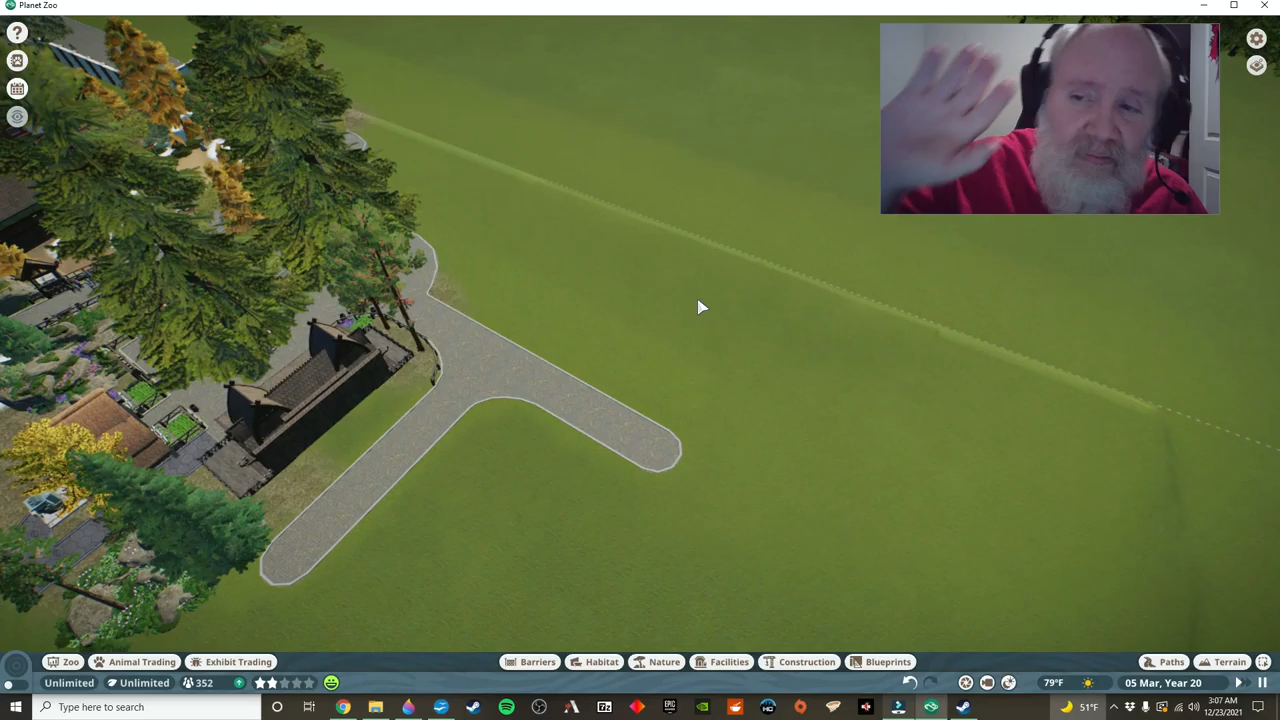 Planet Zoo
?
Zoo
Animal Trading
Exhibit Trading
Barriers
Habitat
Nature
Facilities
Construction
Blueprints
Paths
Terrain
Unlimited
Unlimited
352
79°F
05 Mar, Year 20
Type here to search
EPIC
51°F
3:07 AM
12/23/2021